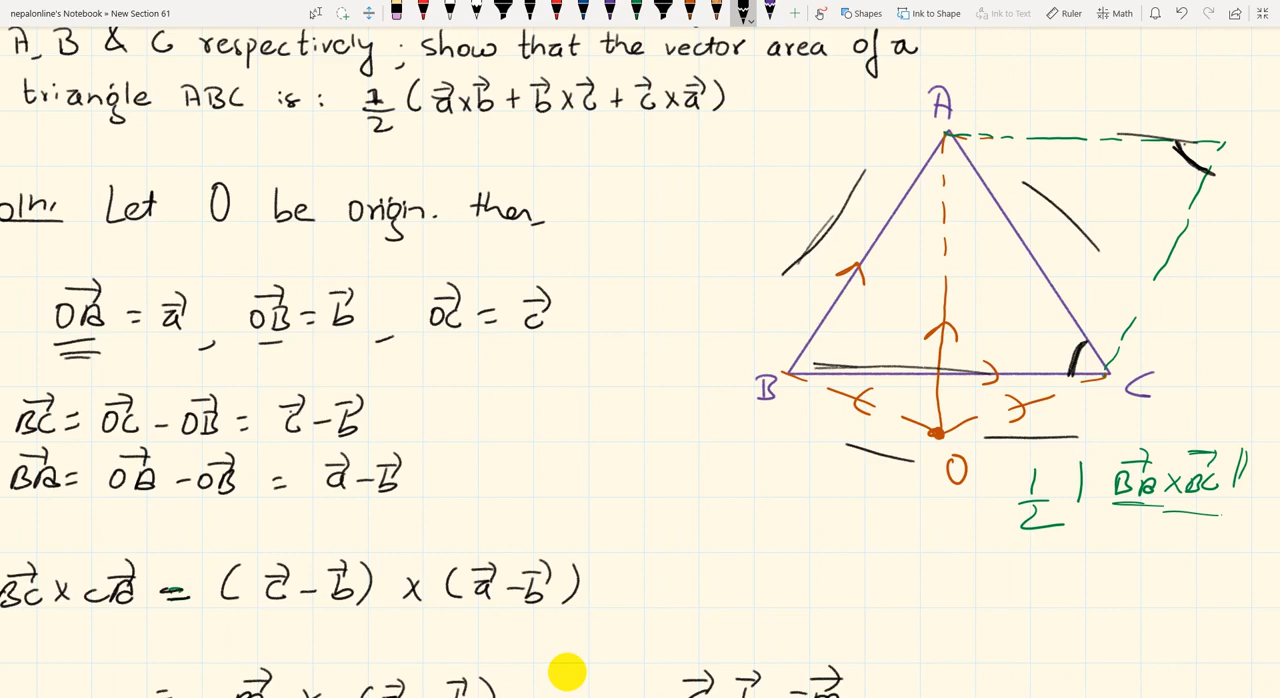 nepalonline's Notebook » New Section 61
Shapes Ink to Shape Ink to Text Ruler Math
A, B & C respectively; show that the vector area of a
triangle ABC is: 1/2 (a⃗ × b⃗ + b⃗ × c⃗ + c⃗ × a⃗)
oln. Let O be origin. then
OA⃗ = a⃗, OB⃗ = b⃗, OC⃗ = c⃗
BC⃗ = OC⃗ - OB⃗ = c⃗ - b⃗
BA⃗ = OA⃗ - OB⃗ = a⃗ - b⃗
BC⃗ × CA⃗ = (c⃗ - b⃗) × (a⃗ - b⃗)
A
B
C
O
1/2 | BA⃗ × BC⃗ |